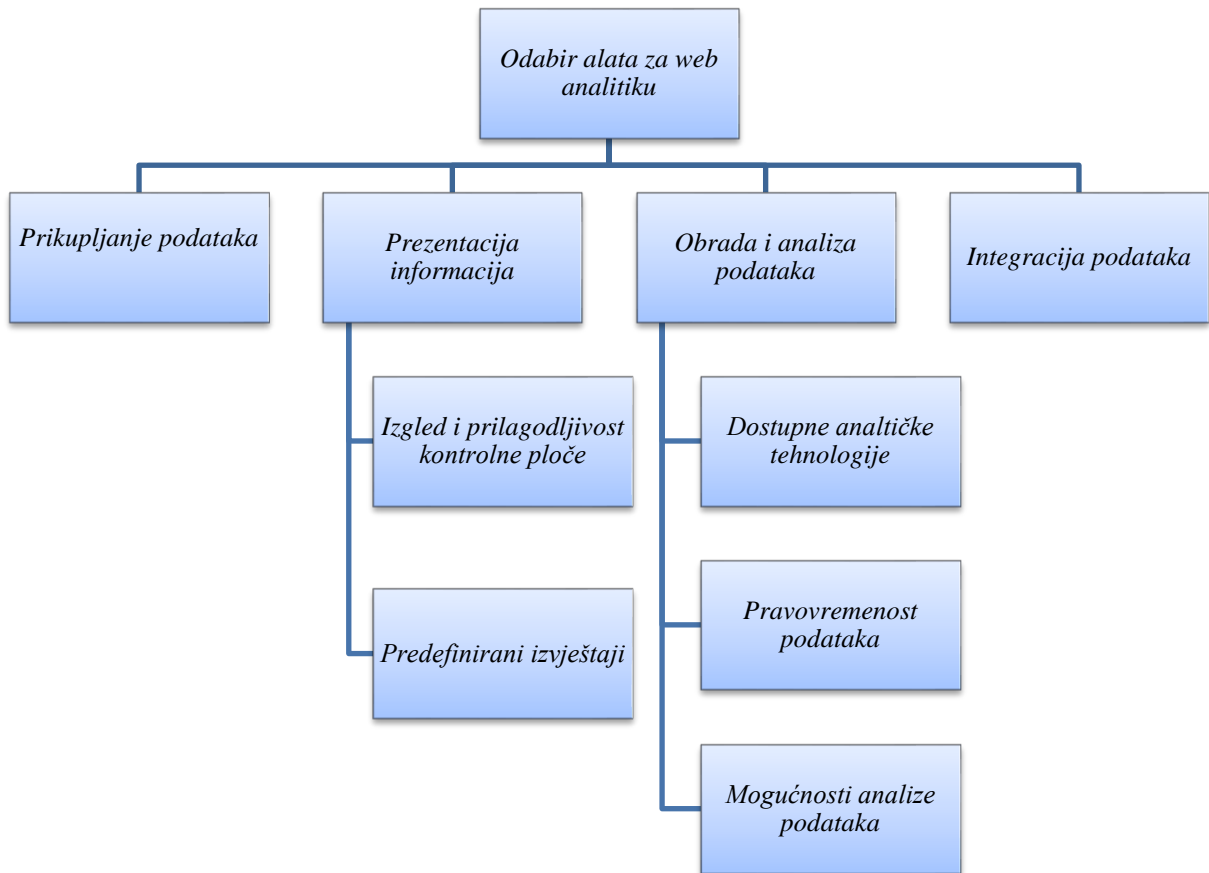 Odabir alata za web
analitiku
Prikupljanje podataka
Prezentacija
informacija
Obrada i analiza
podataka
Integracija podataka
Izgled i prilagodljivost
kontrolne ploče
Predefinirani izvještaji
Dostupne analtičke
tehnologije
Pravovremenost
podataka
Mogućnosti analize
podataka